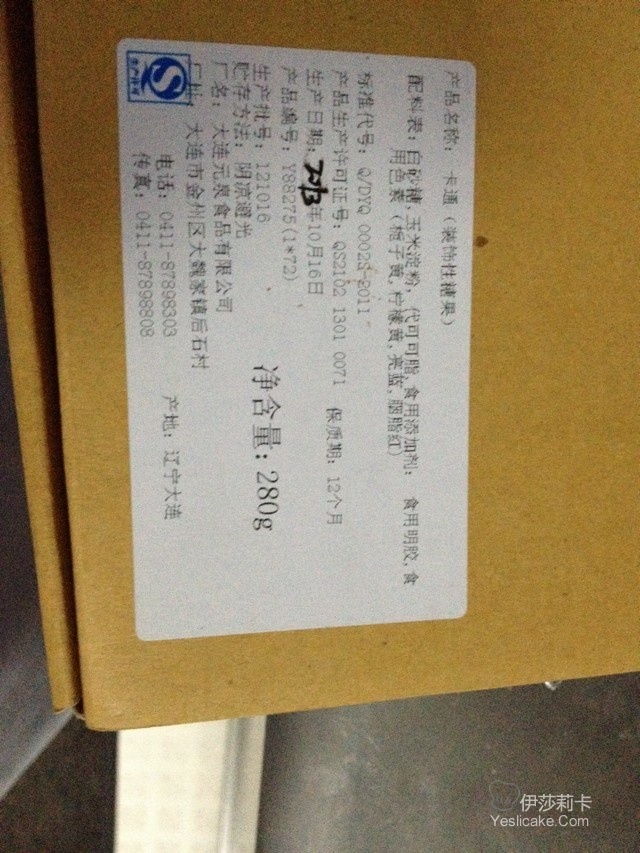 产品名称: 卡通 (装饰性糖果)
配料表: 白砂糖, 玉米淀粉, 代可可脂, 食用添加剂: 食用明胶, 食
用色素 (栀子黄, 柠檬黄, 亮蓝, 胭脂红)
标准代号: Q/DYQ 0002S-2011
产品生产许可证号: QS2102 1301 0071 保质期: 12个月
生产日期: 2013年10月16日
产品编号: Y88275(1*72)
生产批号: 121016
净含量: 280g
贮存方法: 阴凉避光
厂名: 大连元泉食品有限公司
厂址: 大连市金州区大魏家镇后石村
电话: 0411-87898303 产地: 辽宁大连
传真: 0411-87898808
生产许可
伊莎莉卡
Yeslicake.Com